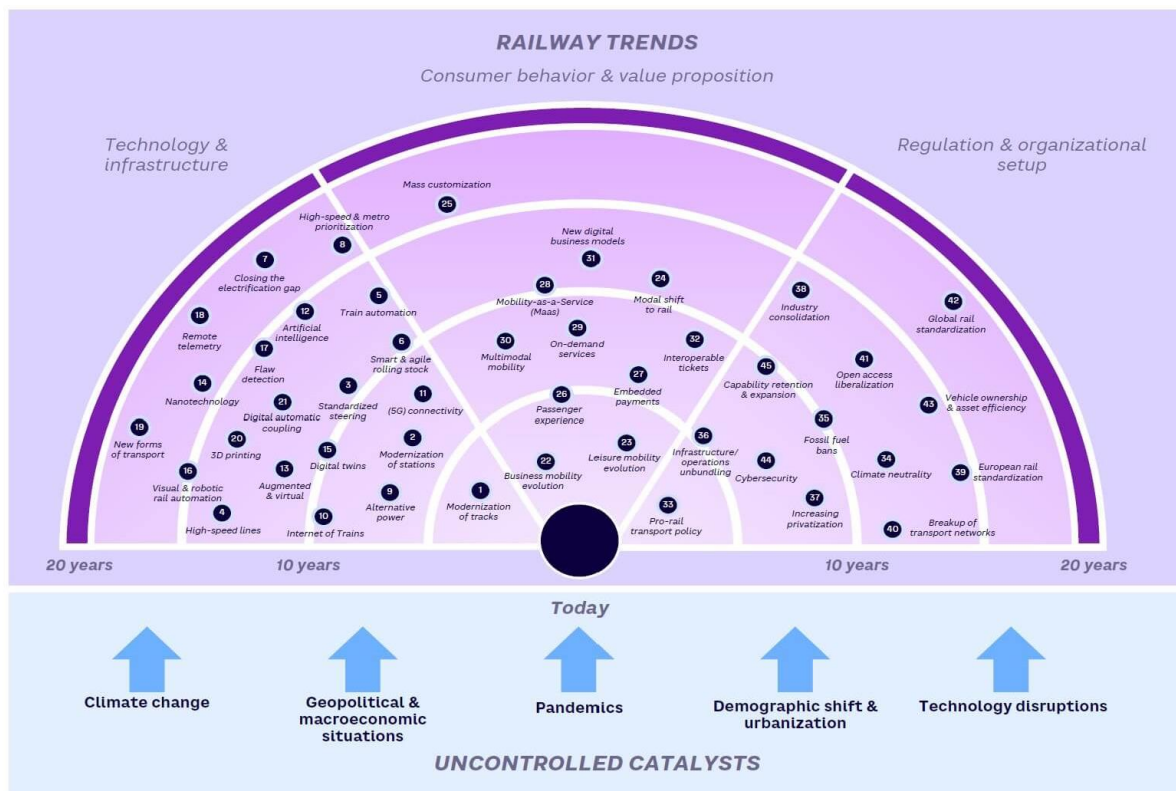 RAILWAY TRENDS
Consumer behavior & value proposition
Technology &
infrastructure
Regulation & organizational
setup
Mass customization
25
High-speed & metro
prioritization
8
7
Closing the
electrification gap
5
Train automation
12
Artificial
intelligence
18
Remote
telemetry
17
Flaw
detection
6
Smart & agile
rolling stock
14
Nanotechnology
3
Standardized
steering
11
(5G) connectivity
21
Digital automatic
coupling
19
New forms
of transport
20
3D printing
15
Digital twins
2
Modernization
of stations
16
Visual & robotic
rail automation
13
Augmented
& virtual
9
Alternative
power
1
Modernization
of tracks
4
High-speed lines
10
Internet of Trains
New digital
business models
31
28
Mobility-as-a-Service
(Maas)
24
Modal shift
to rail
29
On-demand
services
30
Multimodal
mobility
32
Interoperable
tickets
27
Embedded
payments
26
Passenger
experience
23
Leisure mobility
evolution
22
Business mobility
evolution
38
Industry
consolidation
42
Global rail
standardization
41
Open access
liberalization
45
Capability retention
& expansion
43
Vehicle ownership
& asset efficiency
35
Fossil fuel
bans
36
Infrastructure/
operations
unbundling
44
Cybersecurity
34
Climate neutrality
39
European rail
standardization
37
Increasing
privatization
33
Pro-rail
transport policy
40
Breakup of
transport networks
20 years
10 years
10 years
20 years
Today
Climate change
Geopolitical &
macroeconomic
situations
Pandemics
Demographic shift &
urbanization
Technology disruptions
UNCONTROLLED CATALYSTS